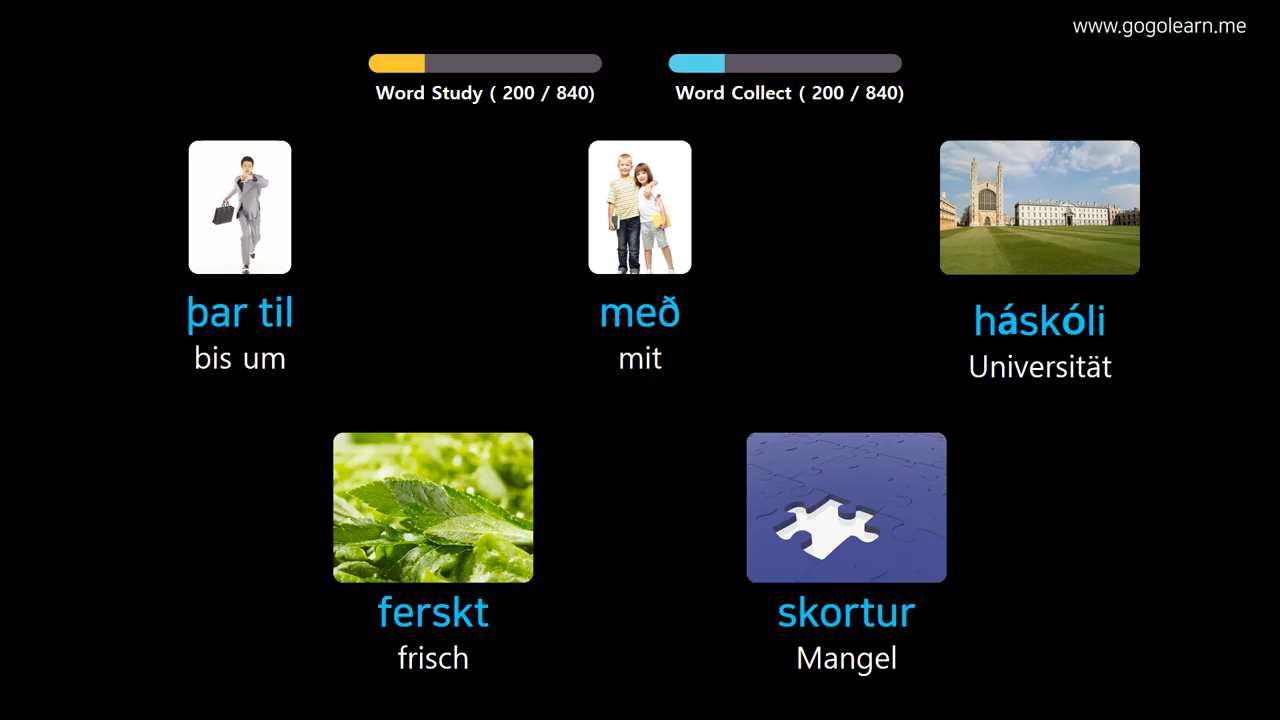 www.gogolearn.me
Word Study ( 200 / 840)
Word Collect ( 200 / 840)
þar til
bis um
með
mit
háskóli
Universität
ferskt
frisch
skortur
Mangel